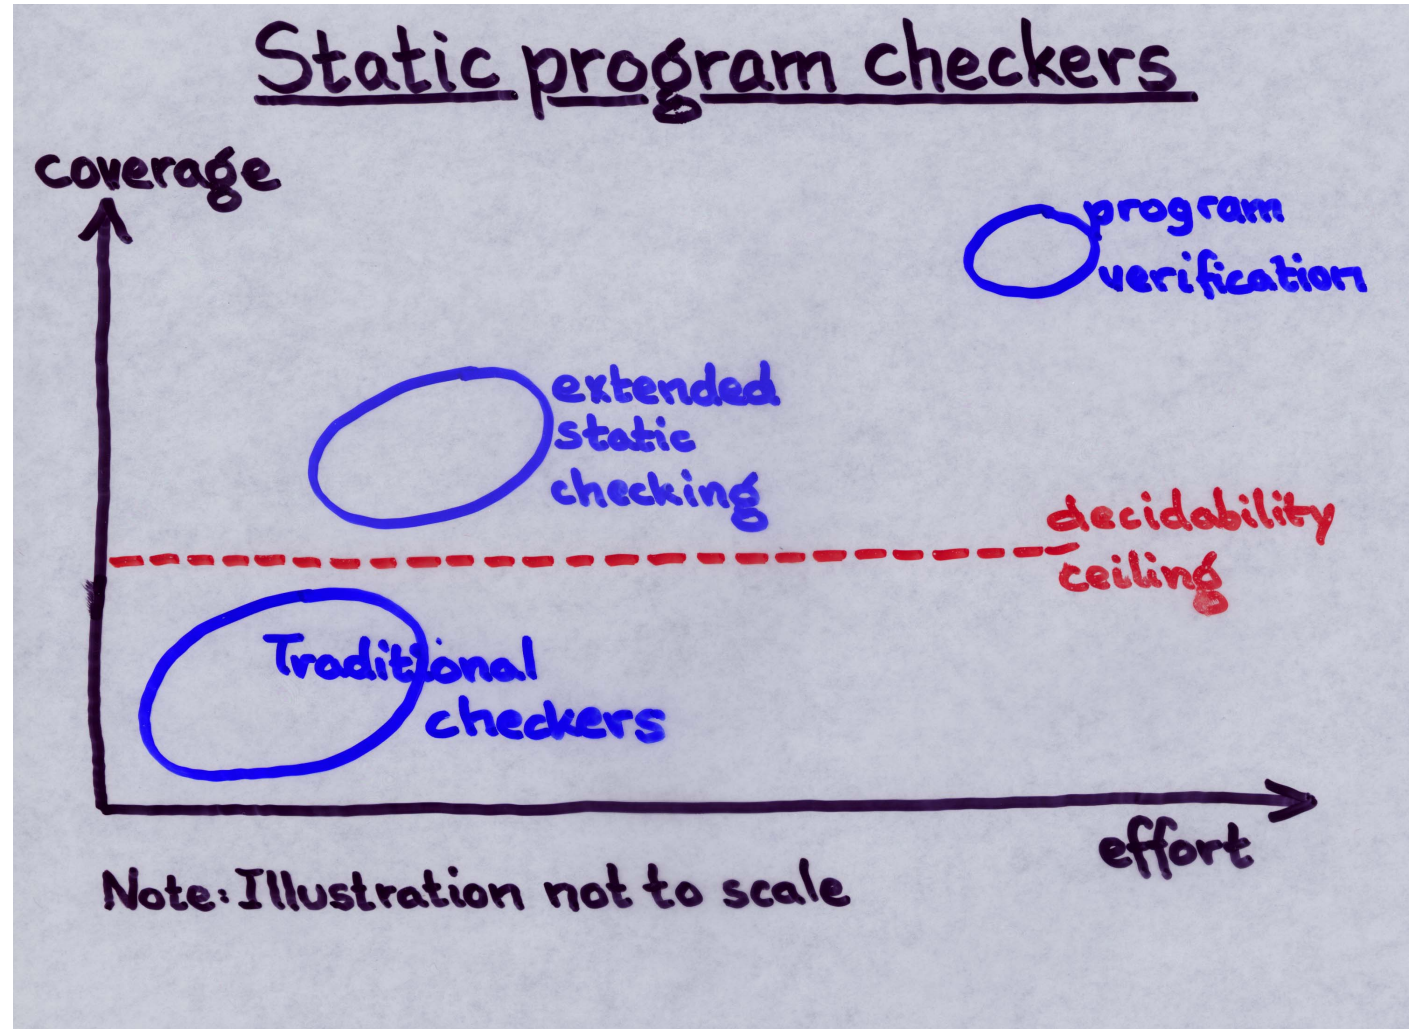 Static program checkers
coverage
program
verification
extended
static
checking
decidability
ceiling
Traditional
checkers
effort
Note: Illustration not to scale